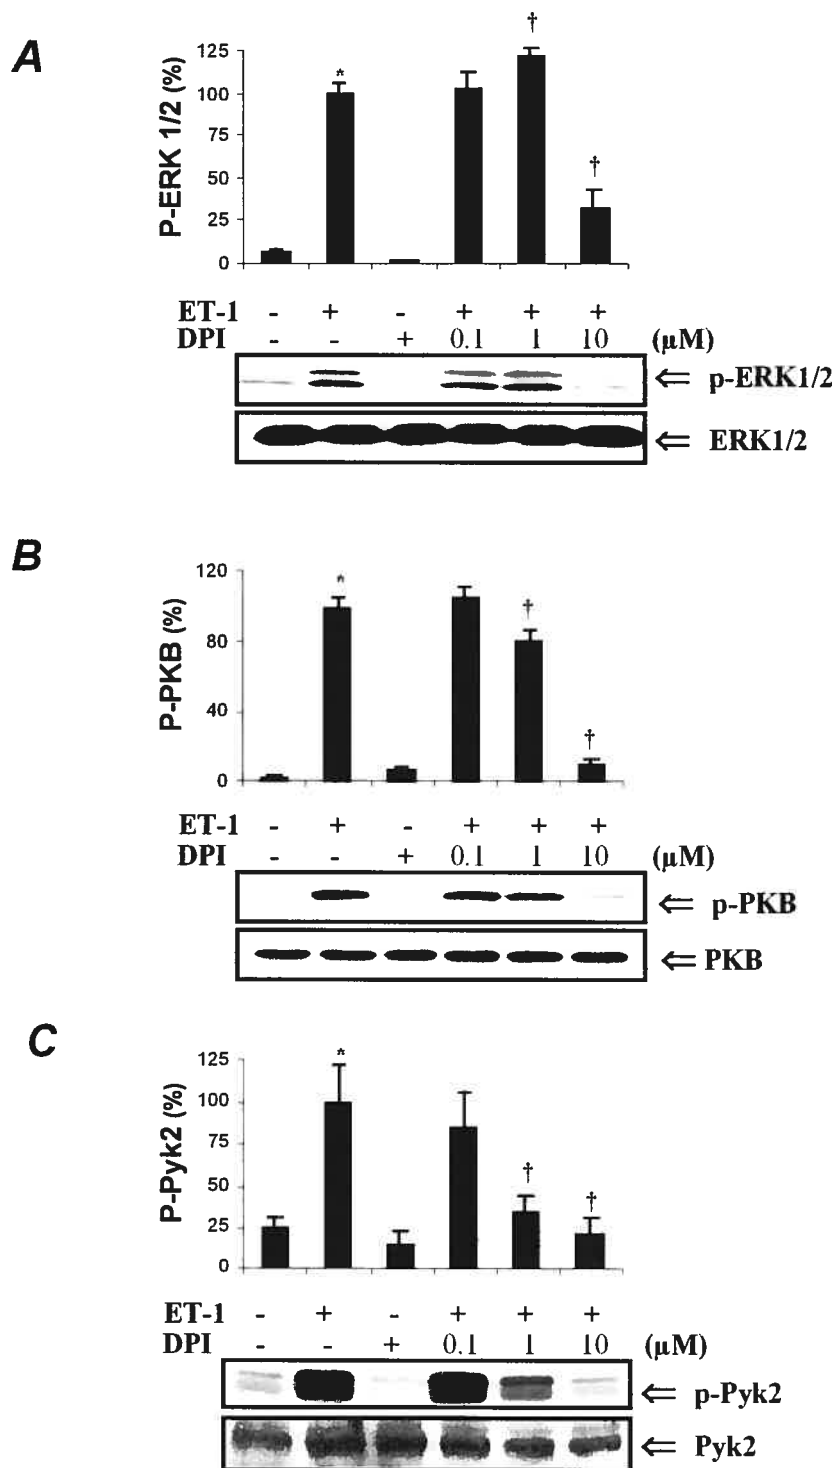 A
P-ERK 1/2 (%)
125
100
75
50
25
0
*
†
†
ET-1 - + - + + +
DPI - - + 0.1 1 10 (µM)
⇐ p-ERK1/2
⇐ ERK1/2
B
P-PKB (%)
120
80
40
0
*
†
†
ET-1 - + - + + +
DPI - - + 0.1 1 10 (µM)
⇐ p-PKB
⇐ PKB
C
P-Pyk2 (%)
125
100
75
50
25
0
*
†
†
ET-1 - + - + + +
DPI - - + 0.1 1 10 (µM)
⇐ p-Pyk2
⇐ Pyk2